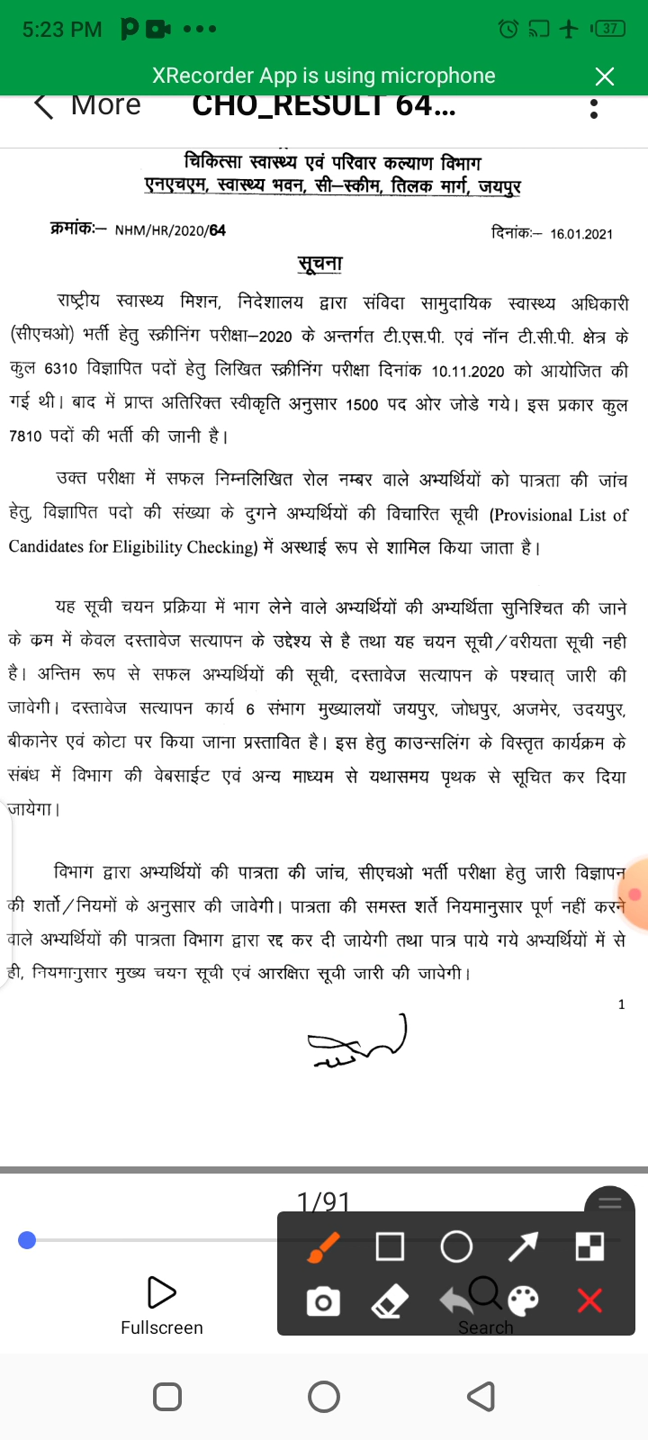 5:23 PM
37
XRecorder App is using microphone
More CHO_RESULT 64...
चिकित्सा स्वास्थ्य एवं परिवार कल्याण विभाग
एनएचएम, स्वास्थ्य भवन, सी–स्कीम, तिलक मार्ग, जयपुर
क्रमांकः– NHM/HR/2020/64 दिनांकः– 16.01.2021
सूचना
राष्ट्रीय स्वास्थ्य मिशन, निदेशालय द्वारा संविदा सामुदायिक स्वास्थ्य अधिकारी
(सीएचओ) भर्ती हेतु स्क्रीनिंग परीक्षा–2020 के अन्तर्गत टी.एस.पी. एवं नॉन टी.सी.पी. क्षेत्र के
कुल 6310 विज्ञापित पदों हेतु लिखित स्क्रीनिंग परीक्षा दिनांक 10.11.2020 को आयोजित की
गई थी। बाद में प्राप्त अतिरिक्त स्वीकृति अनुसार 1500 पद ओर जोडे गये। इस प्रकार कुल
7810 पदों की भर्ती की जानी है।
उक्त परीक्षा में सफल निम्नलिखित रोल नम्बर वाले अभ्यर्थियों को पात्रता की जांच
हेतु, विज्ञापित पदो की संख्या के दुगने अभ्यर्थियों की विचारित सूची (Provisional List of
Candidates for Eligibility Checking) में अस्थाई रूप से शामिल किया जाता है।
यह सूची चयन प्रक्रिया में भाग लेने वाले अभ्यर्थियों की अभ्यर्थिता सुनिश्चित की जाने
के क्रम में केवल दस्तावेज सत्यापन के उद्देश्य से है तथा यह चयन सूची/वरीयता सूची नही
है। अन्तिम रूप से सफल अभ्यर्थियों की सूची, दस्तावेज सत्यापन के पश्चात् जारी की
जावेगी। दस्तावेज सत्यापन कार्य 6 संभाग मुख्यालयों जयपुर, जोधपुर, अजमेर, उदयपुर,
बीकानेर एवं कोटा पर किया जाना प्रस्तावित है। इस हेतु काउन्सलिंग के विस्तृत कार्यक्रम के
संबंध में विभाग की वेबसाईट एवं अन्य माध्यम से यथासमय पृथक से सूचित कर दिया
जायेगा।
विभाग द्वारा अभ्यर्थियों की पात्रता की जांच, सीएचओ भर्ती परीक्षा हेतु जारी विज्ञापन
की शर्तो/नियमों के अनुसार की जावेगी। पात्रता की समस्त शर्ते नियमानुसार पूर्ण नहीं करने
वाले अभ्यर्थियों की पात्रता विभाग द्वारा रद्द कर दी जायेगी तथा पात्र पाये गये अभ्यर्थियों में से
ही, नियमानुसार मुख्य चयन सूची एवं आरक्षित सूची जारी की जावेगी।
1
1/91
Fullscreen Search